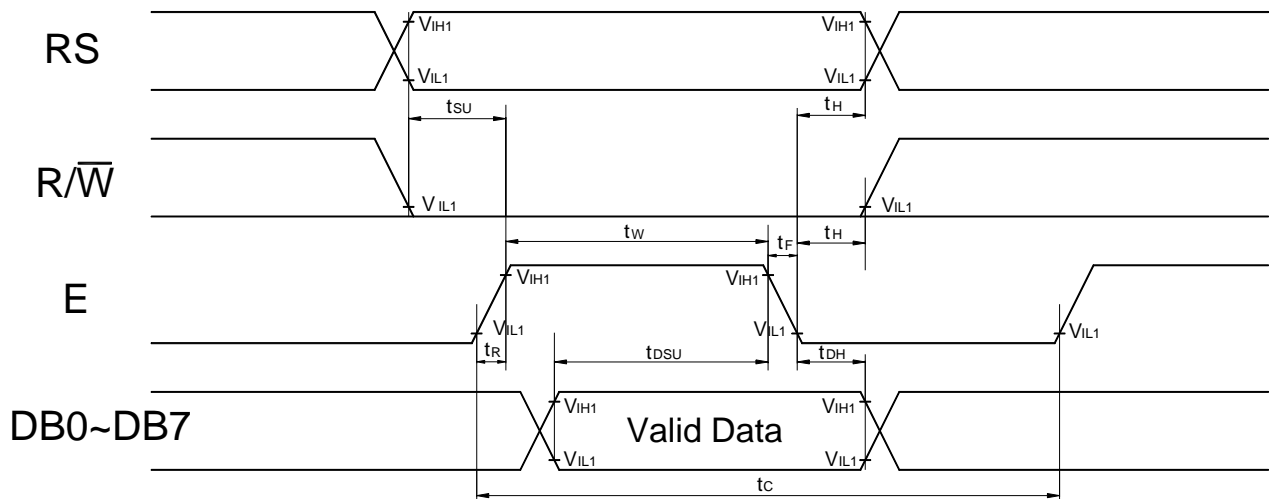 RS
VIH1
VIH1
VIL1
VIL1
tSU
tH
R/W̅
VIL1
VIL1
tW
tF
tH
E
VIH1
VIH1
VIL1
VIL1
VIL1
tR
tDSU
tDH
DB0~DB7
VIH1
Valid Data
VIH1
VIL1
VIL1
tC